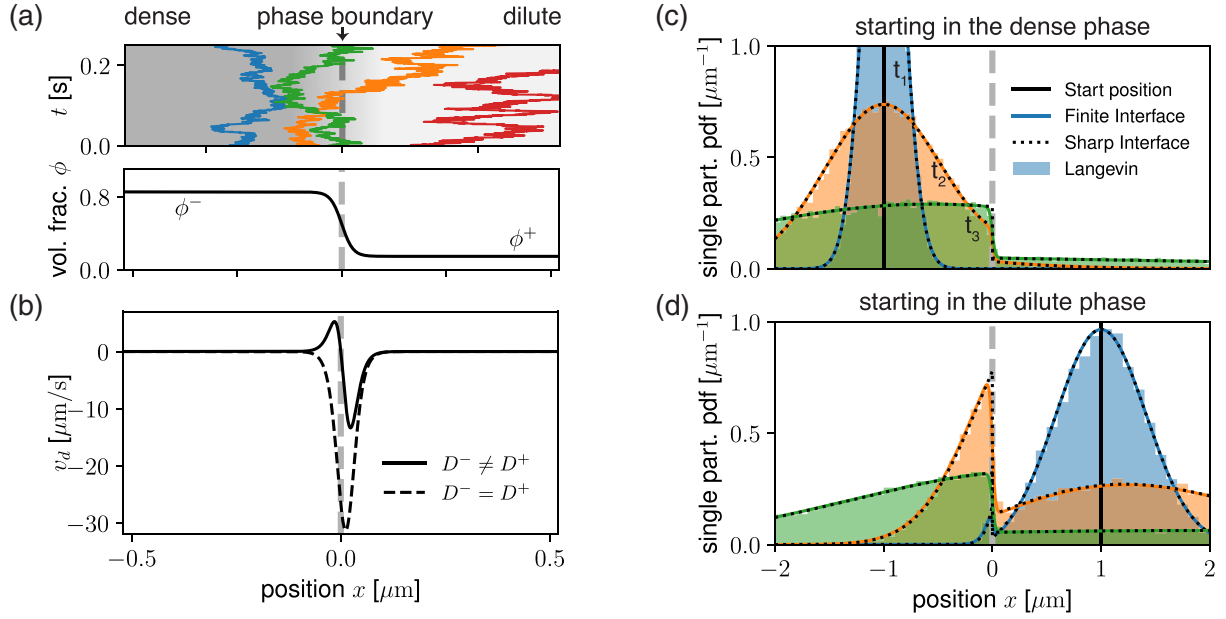 (a)
dense
phase boundary
dilute
t [s]
0.2
0.0
vol. frac. ϕ
0.8
0.0
ϕ⁻
ϕ⁺
(b)
v_d [μm/s]
0
−10
−20
−30
D⁻ ≠ D⁺
D⁻ = D⁺
−0.5
0.0
0.5
position x [μm]
(c)
starting in the dense phase
single part. pdf [μm⁻¹]
1.0
0.5
0.0
t₁
t₂
t₃
Start position
Finite Interface
Sharp Interface
Langevin
(d)
starting in the dilute phase
single part. pdf [μm⁻¹]
1.0
0.5
0.0
−2
−1
0
1
2
position x [μm]